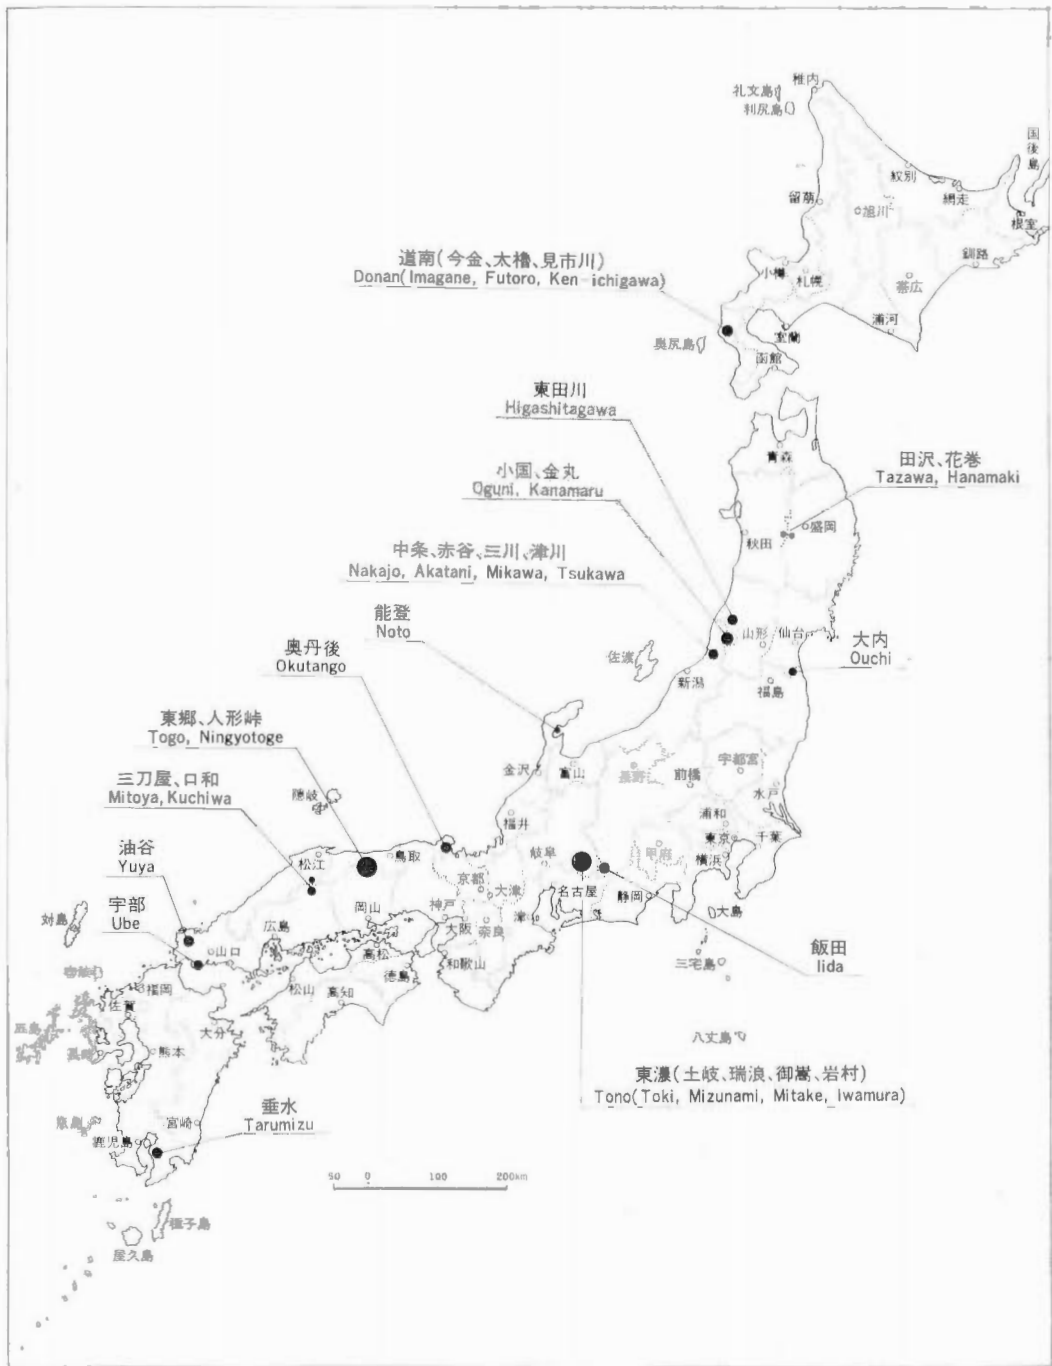 稚内
礼文島
利尻島
国後島
紋別
網走
留萌
旭川
根室
釧路
道南(今金、太櫓、見市川)
Donan(Imagane, Futoro, Ken-ichigawa)
小樽
札幌
帯広
浦河
室蘭
奥尻島
函館
東田川
Higashitagawa
青森
田沢、花巻
Tazawa, Hanamaki
小国、金丸
Oguni, Kanamaru
盛岡
秋田
中条、赤谷、三川、津川
Nakajo, Akatani, Mikawa, Tsukawa
能登
Noto
山形
仙台
大内
Ouchi
佐渡
新潟
福島
奥丹後
Okutango
東郷、人形峠
Togo, Ningyotoge
金沢
富山
長野
前橋
宇都宮
水戸
三刀屋、口和
Mitoya, Kuchiwa
隠岐
福井
浦和
東京
千葉
油谷
Yuya
松江
鳥取
岐阜
甲府
横浜
京都
大津
名古屋
静岡
宇部
Ube
岡山
神戸
大阪
奈良
津
大島
対島
広島
山口
高松
和歌山
徳島
三宅島
飯田
Iida
福岡
松山
高知
佐賀
大分
五島
長崎
熊本
八丈島
東濃(土岐、瑞浪、御嵩、岩村)
Tono(Toki, Mizunami, Mitake, Iwamura)
垂水
Tarumizu
宮崎
鹿児島
50 0 100 200km
種子島
屋久島